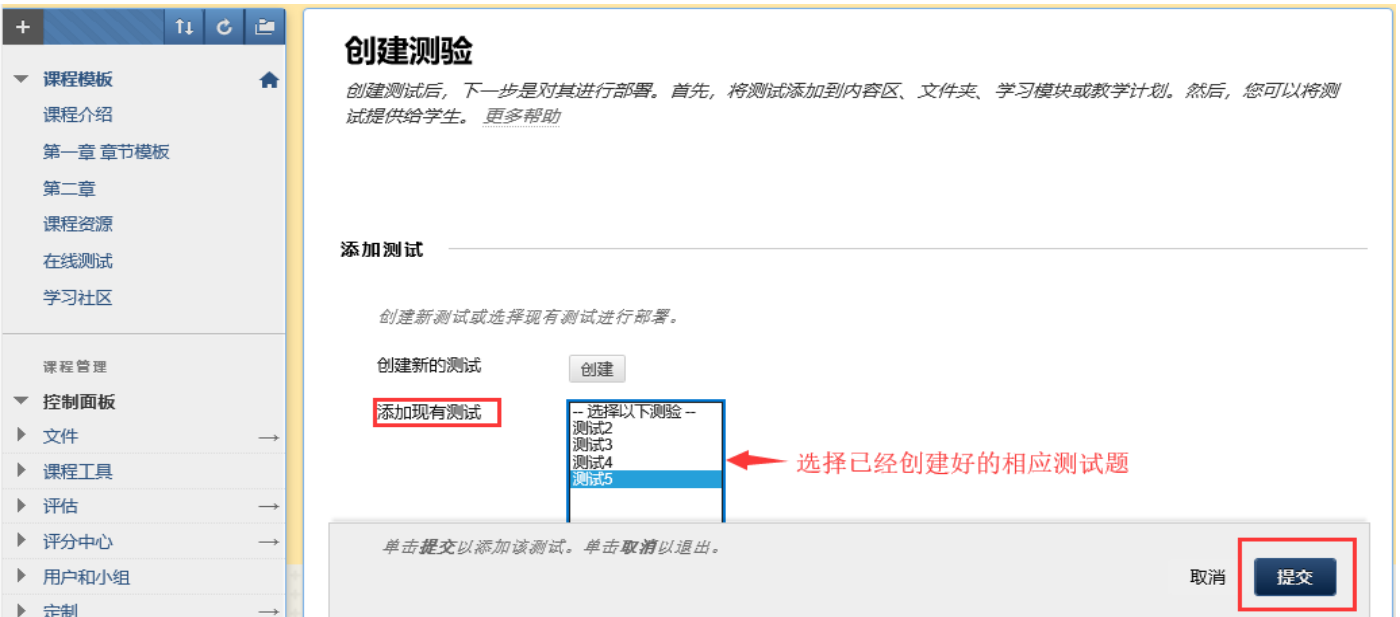 课程模板
课程介绍
第一章 章节模板
第二章
课程资源
在线测试
学习社区
课程管理
控制面板
文件
课程工具
评估
评分中心
用户和小组
定制
创建测验
创建测试后，下一步是对其进行部署。首先，将测试添加到内容区、文件夹、学习模块或教学计划。然后，您可以将测
试提供给学生。 更多帮助
添加测试
创建新测试或选择现有测试进行部署。
创建新的测试 创建
添加现有测试
-- 选择以下测验 --
测试2
测试3
测试4
测试5
选择已经创建好的相应测试题
单击提交以添加该测试。单击取消以退出。
取消 提交